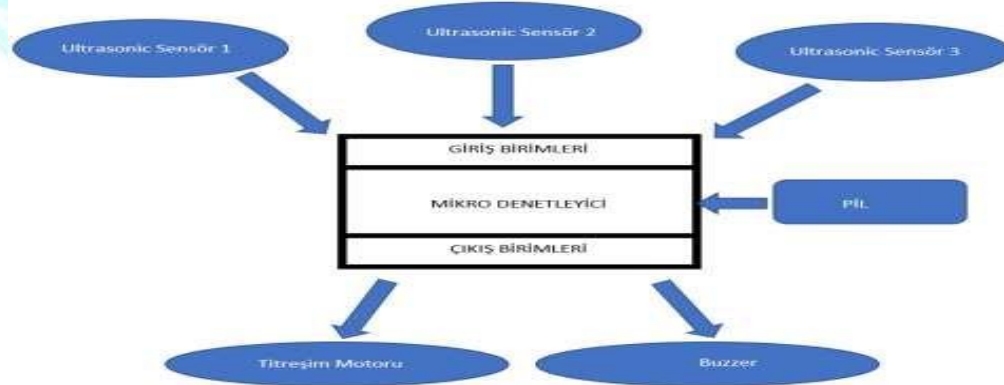 Ultrasonic Sensör 1
Ultrasonic Sensör 2
Ultrasonic Sensör 3
GİRİŞ BİRİMLERİ
MİKRO DENETLEYİCİ
PİL
ÇIKIŞ BİRİMLERİ
Titreşim Motoru
Buzzer